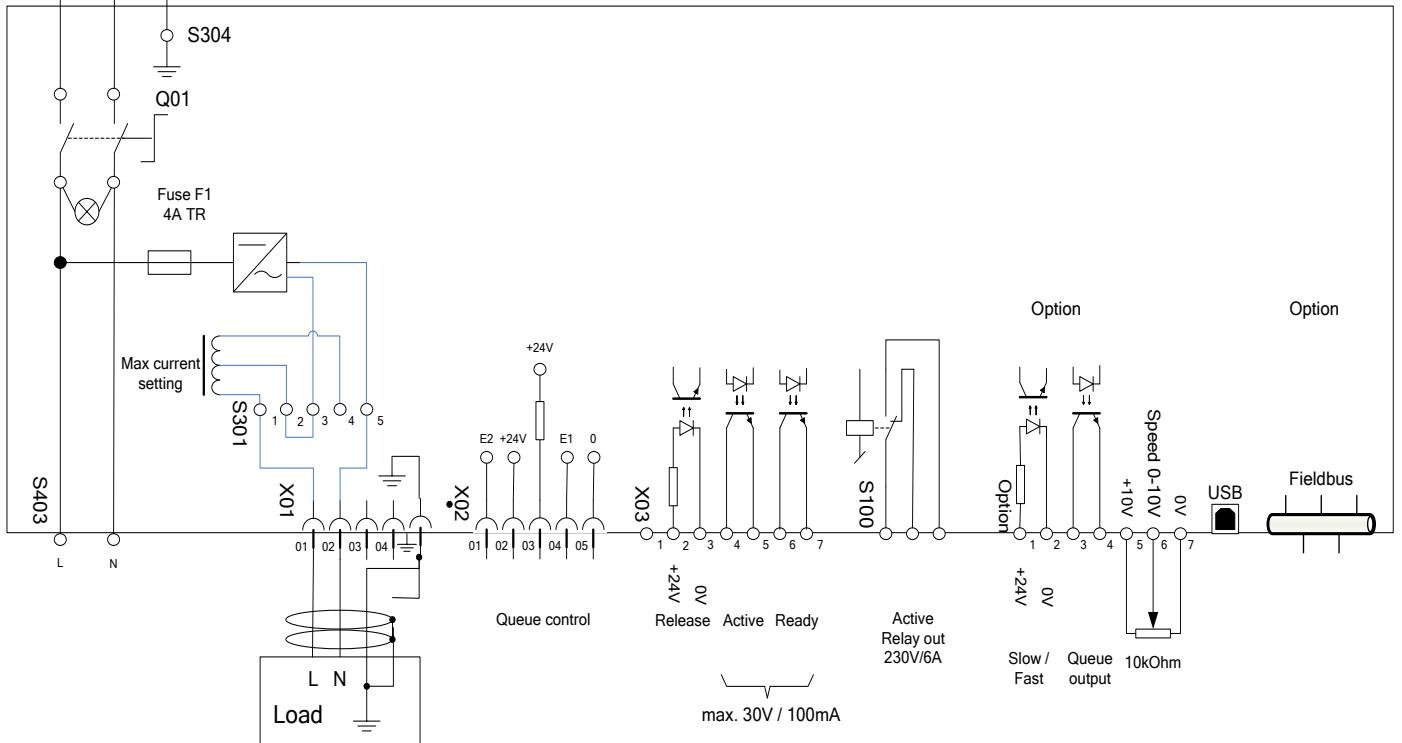 S304
Q01
Fuse F1
4A TR
Max current
setting
S301
1 2 3 4 5
Option
Option
+24V
E2 +24V E1 0
S403
X01
X02
X03
S100
Option
+10V
Speed 0-10V
0V
USB
Fieldbus
L N
01 02 03 04
01 02 03 04 05
1 2 3 4 5 6 7
1 2 3 4 5 6 7
+24V
0V
+24V
0V
Queue control
Release Active Ready
Active
Relay out
230V/6A
Slow /
Fast
Queue
output
10kOhm
L N
Load
max. 30V / 100mA